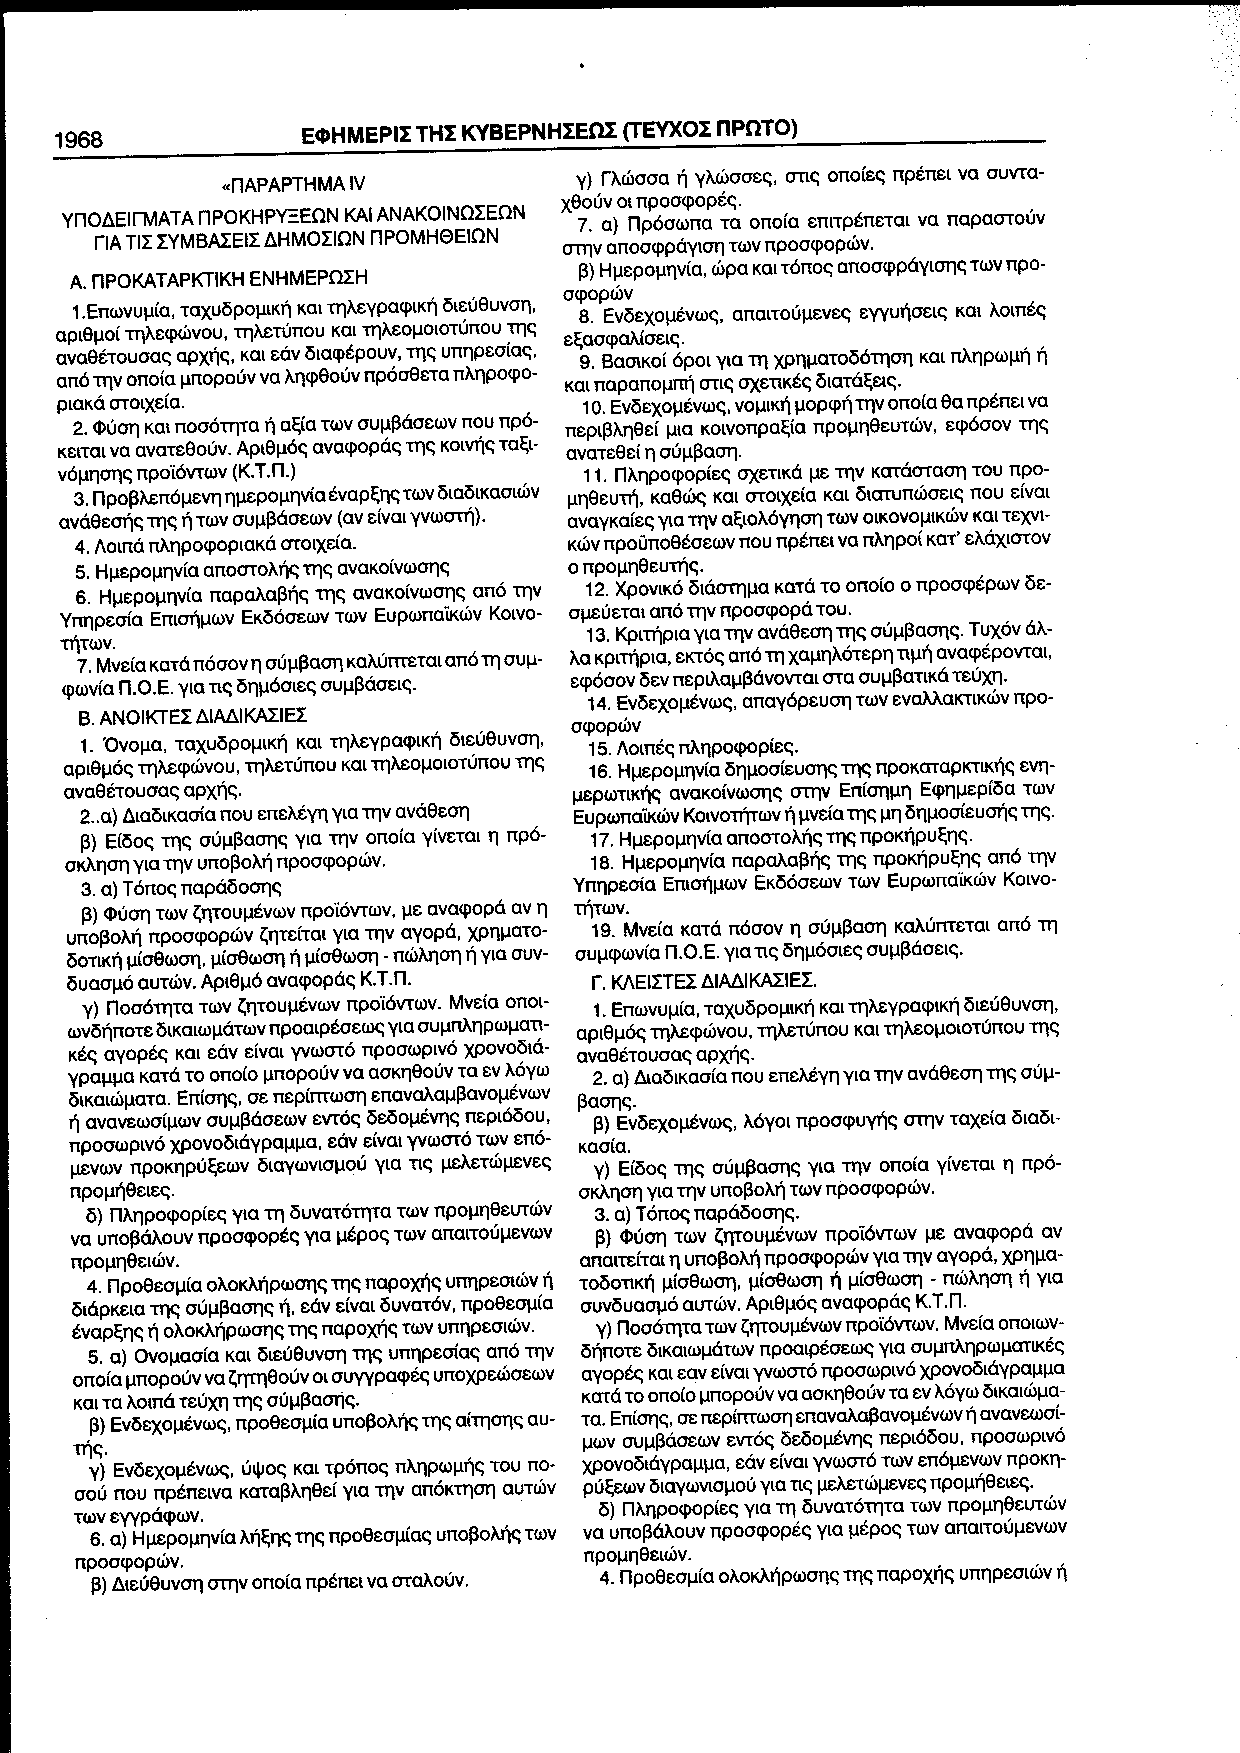 1968
ΕΦΗΜΕΡΙΣ ΤΗΣ ΚΥΒΕΡΝΗΣΕΩΣ (ΤΕΥΧΟΣ ΠΡΩΤΟ)
«ΠΑΡΑΡΤΗΜΑ IV
ΥΠΟΔΕΙΓΜΑΤΑ ΠΡΟΚΗΡΥΞΕΩΝ ΚΑΙ ΑΝΑΚΟΙΝΩΣΕΩΝ
ΓΙΑ ΤΙΣ ΣΥΜΒΑΣΕΙΣ ΔΗΜΟΣΙΩΝ ΠΡΟΜΗΘΕΙΩΝ
Α. ΠΡΟΚΑΤΑΡΚΤΙΚΗ ΕΝΗΜΕΡΩΣΗ
1.Επωνυμία, ταχυδρομική και τηλεγραφική διεύθυνση,
αριθμοί τηλεφώνου, τηλετύπου και τηλεομοιοτύπου της
αναθέτουσας αρχής, και εάν διαφέρουν, της υπηρεσίας,
από την οποία μπορούν να ληφθούν πρόσθετα πληροφο-
ριακά στοιχεία.
2. Φύση και ποσότητα ή αξία των συμβάσεων που πρό-
κειται να ανατεθούν. Αριθμός αναφοράς της κοινής ταξι-
νόμησης προϊόντων (Κ.Τ.Π.)
3. Προβλεπόμενη ημερομηνία έναρξης των διαδικασιών
ανάθεσής της ή των συμβάσεων (αν είναι γνωστή).
4. Λοιπά πληροφοριακά στοιχεία.
5. Ημερομηνία αποστολής της ανακοίνωσης
6. Ημερομηνία παραλαβής της ανακοίνωσης από την
Υπηρεσία Επισήμων Εκδόσεων των Ευρωπαϊκών Κοινο-
τήτων.
7. Μνεία κατά πόσον η σύμβαση καλύπτεται από τη συμ-
φωνία Π.Ο.Ε. για τις δημόσιες συμβάσεις.
Β. ΑΝΟΙΚΤΕΣ ΔΙΑΔΙΚΑΣΙΕΣ
1. Όνομα, ταχυδρομική και τηλεγραφική διεύθυνση,
αριθμός τηλεφώνου, τηλετύπου και τηλεομοιοτύπου της
αναθέτουσας αρχής.
2..α) Διαδικασία που επελέγη για την ανάθεση
β) Είδος της σύμβασης για την οποία γίνεται η πρό-
σκληση για την υποβολή προσφορών.
3. α) Τόπος παράδοσης
β) Φύση των ζητουμένων προϊόντων, με αναφορά αν η
υποβολή προσφορών ζητείται για την αγορά, χρηματο-
δοτική μίσθωση, μίσθωση ή μίσθωση - πώληση ή για συν-
δυασμό αυτών. Αριθμό αναφοράς Κ.Τ.Π.
γ) Ποσότητα των ζητουμένων προϊόντων. Μνεία οποι-
ωνδήποτε δικαιωμάτων προαιρέσεως για συμπληρωματι-
κές αγορές και εάν είναι γνωστό προσωρινό χρονοδιά-
γραμμα κατά το οποίο μπορούν να ασκηθούν τα εν λόγω
δικαιώματα. Επίσης, σε περίπτωση επαναλαμβανομένων
ή ανανεωσίμων συμβάσεων εντός δεδομένης περιόδου,
προσωρινό χρονοδιάγραμμα, εάν είναι γνωστό των επό-
μενων προκηρύξεων διαγωνισμού για τις μελετώμενες
προμήθειες.
δ) Πληροφορίες για τη δυνατότητα των προμηθευτών
να υποβάλουν προσφορές για μέρος των απαιτούμενων
προμηθειών.
4. Προθεσμία ολοκλήρωσης της παροχής υπηρεσιών ή
διάρκεια της σύμβασης ή, εάν είναι δυνατόν, προθεσμία
έναρξης ή ολοκλήρωσης της παροχής των υπηρεσιών.
5. α) Ονομασία και διεύθυνση της υπηρεσίας από την
οποία μπορούν να ζητηθούν οι συγγραφές υποχρεώσεων
και τα λοιπά τεύχη της σύμβασης.
β) Ενδεχομένως, προθεσμία υποβολής της αίτησης αυ-
τής.
γ) Ενδεχομένως, ύψος και τρόπος πληρωμής του πο-
σού που πρέπεινα καταβληθεί για την απόκτηση αυτών
των εγγράφων.
6. α) Ημερομηνία λήξης της προθεσμίας υποβολής των
προσφορών.
β) Διεύθυνση στην οποία πρέπει να σταλούν.
γ) Γλώσσα ή γλώσσες, στις οποίες πρέπει να συντα-
χθούν οι προσφορές.
7. α) Πρόσωπα τα οποία επιτρέπεται να παραστούν
στην αποσφράγιση των προσφορών.
β) Ημερομηνία, ώρα και τόπος αποσφράγισης των προ-
σφορών
8. Ενδεχομένως, απαιτούμενες εγγυήσεις και λοιπές
εξασφαλίσεις.
9. Βασικοί όροι για τη χρηματοδότηση και πληρωμή ή
και παραπομπή στις σχετικές διατάξεις.
10. Ενδεχομένως, νομική μορφή την οποία θα πρέπει να
περιβληθεί μια κοινοπραξία προμηθευτών, εφόσον της
ανατεθεί η σύμβαση.
11. Πληροφορίες σχετικά με την κατάσταση του προ-
μηθευτή, καθώς και στοιχεία και διατυπώσεις που είναι
αναγκαίες για την αξιολόγηση των οικονομικών και τεχνι-
κών προϋποθέσεων που πρέπει να πληροί κατ' ελάχιστον
ο προμηθευτής.
12. Χρονικό διάστημα κατά το οποίο ο προσφέρων δε-
σμεύεται από την προσφορά του.
13. Κριτήρια για την ανάθεση της σύμβασης. Τυχόν άλ-
λα κριτήρια, εκτός από τη χαμηλότερη τιμή αναφέρονται,
εφόσον δεν περιλαμβάνονται στα συμβατικά τεύχη.
14. Ενδεχομένως, απαγόρευση των εναλλακτικών προ-
σφορών
15. Λοιπές πληροφορίες.
16. Ημερομηνία δημοσίευσης της προκαταρκτικής ενη-
μερωτικής ανακοίνωσης στην Επίσημη Εφημερίδα των
Ευρωπαϊκών Κοινοτήτων ή μνεία της μη δημοσίευσής της.
17. Ημερομηνία αποστολής της προκήρυξης.
18. Ημερομηνία παραλαβής της προκήρυξης από την
Υπηρεσία Επισήμων Εκδόσεων των Ευρωπαϊκών Κοινο-
τήτων.
19. Μνεία κατά πόσον η σύμβαση καλύπτεται από τη
συμφωνία Π.Ο.Ε. για τις δημόσιες συμβάσεις.
Γ. ΚΛΕΙΣΤΕΣ ΔΙΑΔΙΚΑΣΙΕΣ.
1. Επωνυμία, ταχυδρομική και τηλεγραφική διεύθυνση,
αριθμός τηλεφώνου, τηλετύπου και τηλεομοιοτύπου της
αναθέτουσας αρχής.
2. α) Διαδικασία που επελέγη για την ανάθεση της σύμ-
βασης.
β) Ενδεχομένως, λόγοι προσφυγής στην ταχεία διαδι-
κασία.
γ) Είδος της σύμβασης για την οποία γίνεται η πρό-
σκληση για την υποβολή των προσφορών.
3. α) Τόπος παράδοσης.
β) Φύση των ζητουμένων προϊόντων με αναφορά αν
απαιτείται η υποβολή προσφορών για την αγορά, χρημα-
τοδοτική μίσθωση, μίσθωση ή μίσθωση - πώληση ή για
συνδυασμό αυτών. Αριθμός αναφοράς Κ.Τ.Π.
γ) Ποσότητα των ζητουμένων προϊόντων. Μνεία οποιων-
δήποτε δικαιωμάτων προαιρέσεως για συμπληρωματικές
αγορές και εαν είναι γνωστό προσωρινό χρονοδιάγραμμα
κατά το οποίο μπορούν να ασκηθούν τα εν λόγω δικαιώμα-
τα. Επίσης, σε περίπτωση επαναλαβανομένων ή ανανεωσί-
μων συμβάσεων εντός δεδομένης περιόδου, προσωρινό
χρονοδιάγραμμα, εάν είναι γνωστό των επόμενων προκη-
ρύξεων διαγωνισμού για τις μελετώμενες προμήθειες.
δ) Πληροφορίες για τη δυνατότητα των προμηθευτών
να υποβάλουν προσφορές για μέρος των απαιτούμενων
προμηθειών.
4. Προθεσμία ολοκλήρωσης της παροχής υπηρεσιών ή